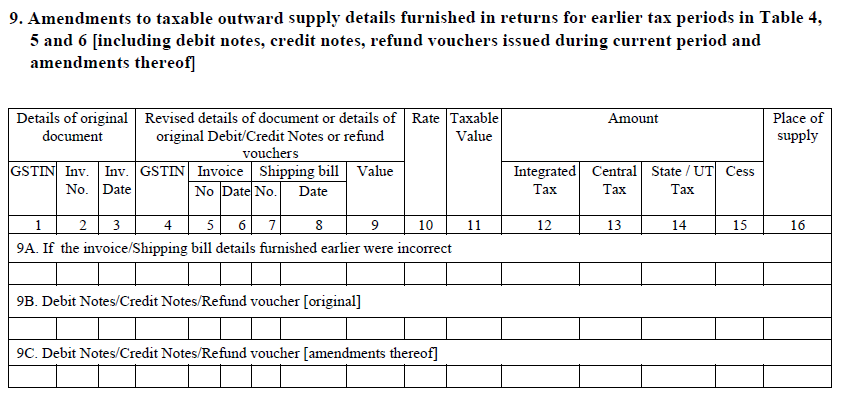 9. Amendments to taxable outward supply details furnished in returns for earlier tax periods in Table 4,
5 and 6 [including debit notes, credit notes, refund vouchers issued during current period and
amendments thereof]
Details of original document Revised details of document or details of original Debit/Credit Notes or refund vouchers Rate Taxable Value Amount Place of supply
GSTIN Inv. No. Inv. Date GSTIN Invoice Shipping bill Value Integrated Tax Central Tax State / UT Tax Cess
No Date No. Date
1 2 3 4 5 6 7 8 9 10 11 12 13 14 15 16
9A. If the invoice/Shipping bill details furnished earlier were incorrect
9B. Debit Notes/Credit Notes/Refund voucher [original]
9C. Debit Notes/Credit Notes/Refund voucher [amendments thereof]